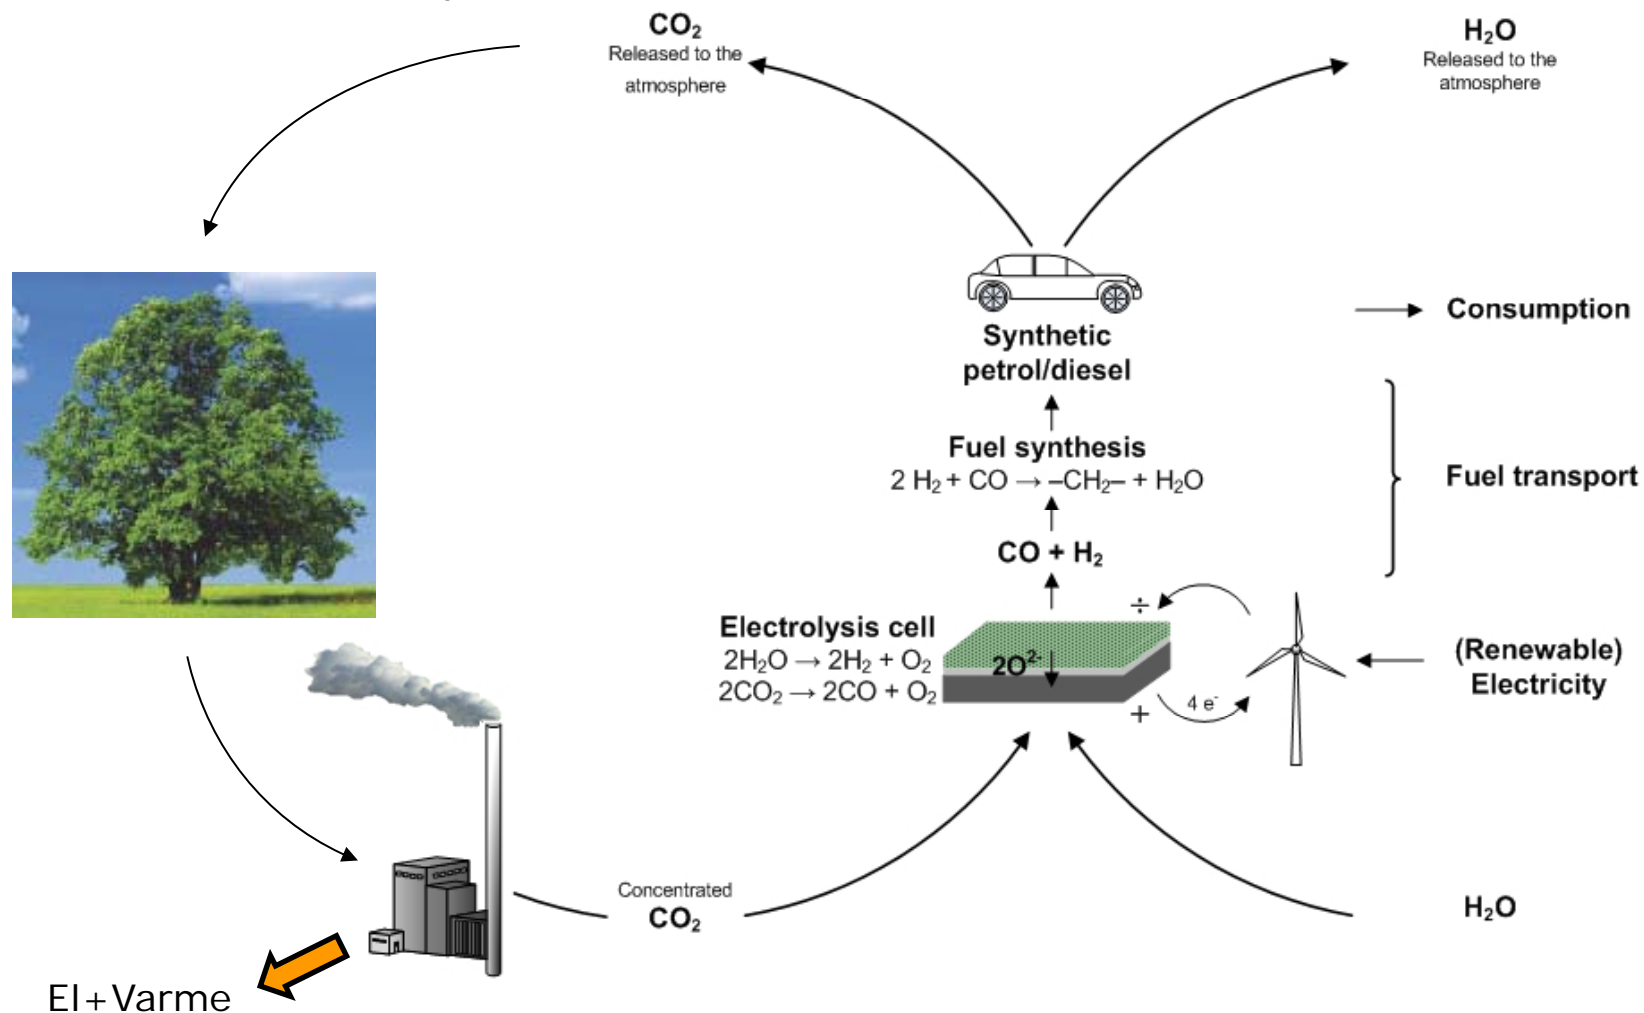 CO₂
Released to the
atmosphere
H₂O
Released to the
atmosphere
Consumption
Synthetic
petrol/diesel
Fuel synthesis
2 H₂ + CO → –CH₂– + H₂O
Fuel transport
CO + H₂
Electrolysis cell
2H₂O → 2H₂ + O₂
2CO₂ → 2CO + O₂
÷
2O²⁻
+
4 e⁻
(Renewable)
Electricity
Concentrated
CO₂
H₂O
El+Varme